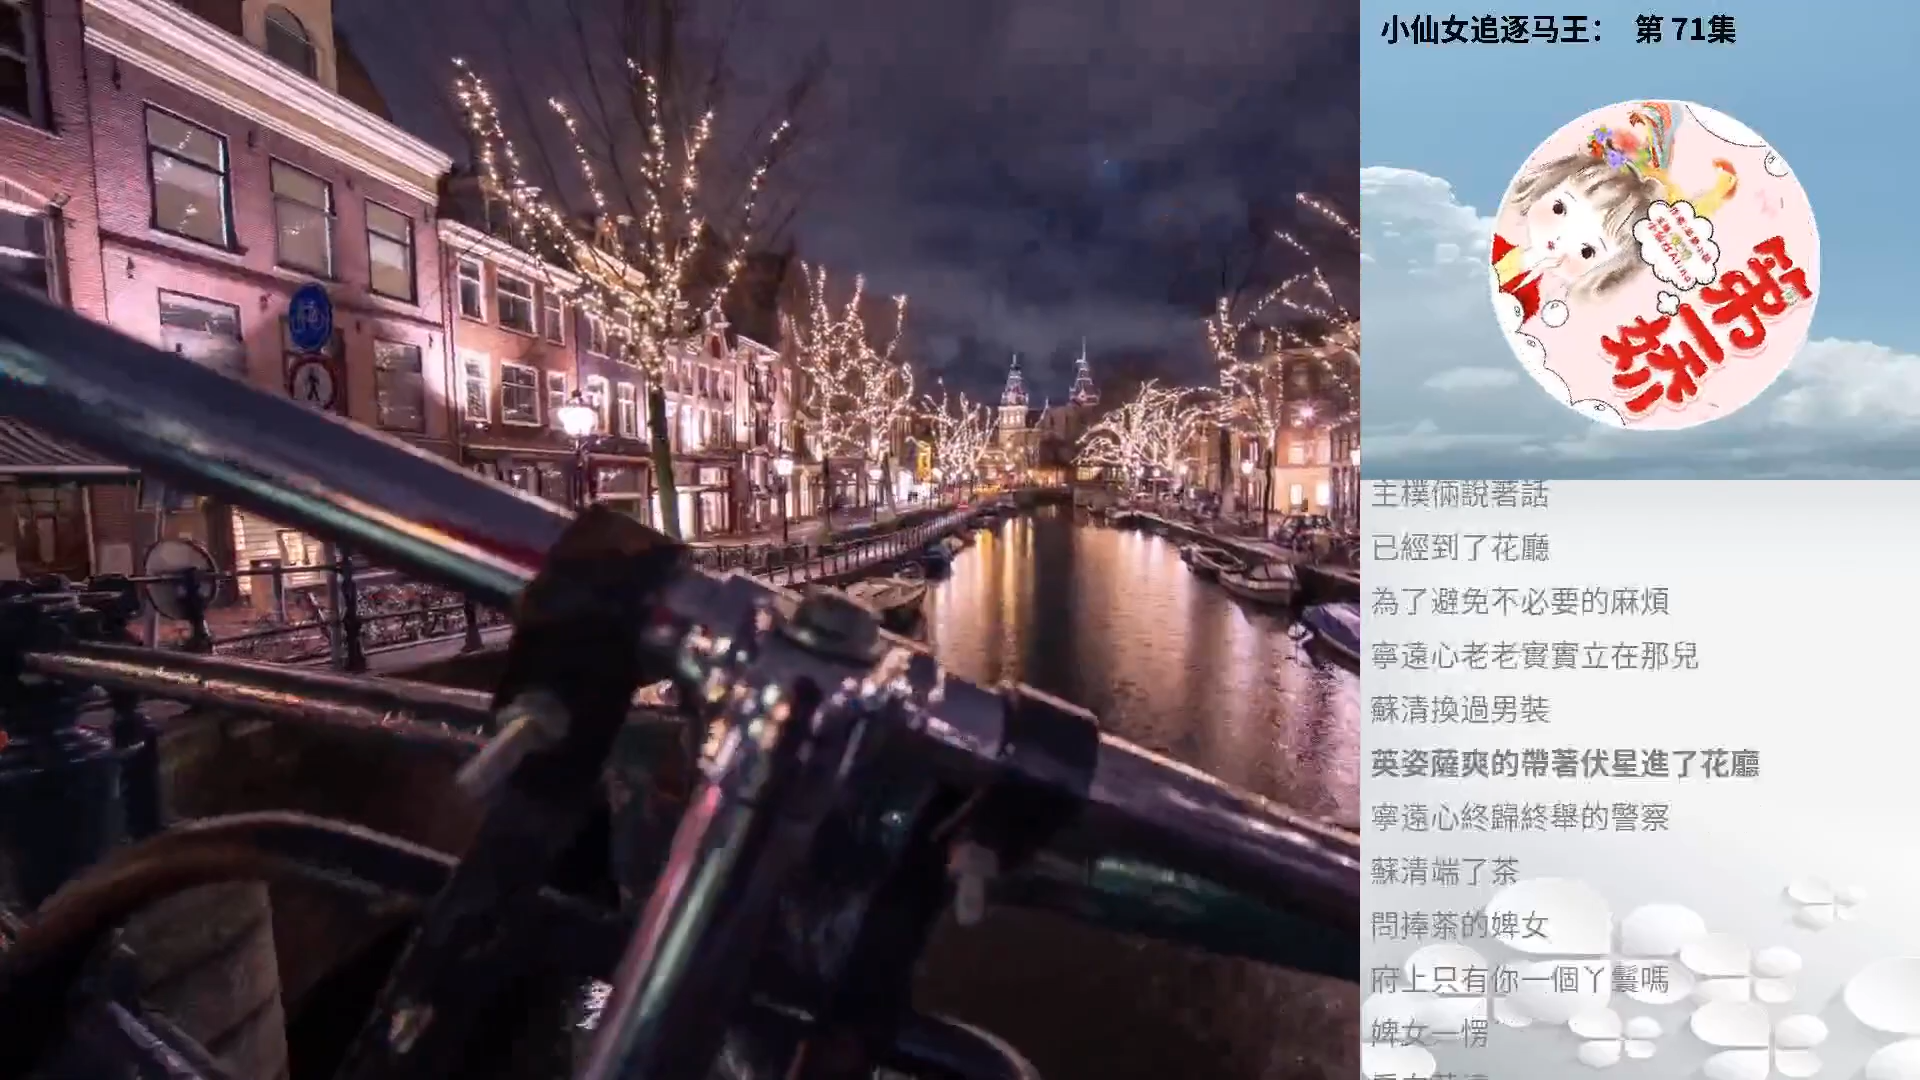 小仙女追逐马王： 第 71集
第一娇
主樸倆說著話
已經到了花廳
為了避免不必要的麻煩
寧遠心老老實實立在那兒
蘇清換過男裝
英姿薩爽的帶著伏星進了花廳
寧遠心終歸終舉的警察
蘇清端了茶
問捧茶的婢女
府上只有你一個丫鬟嗎
婢女一愣